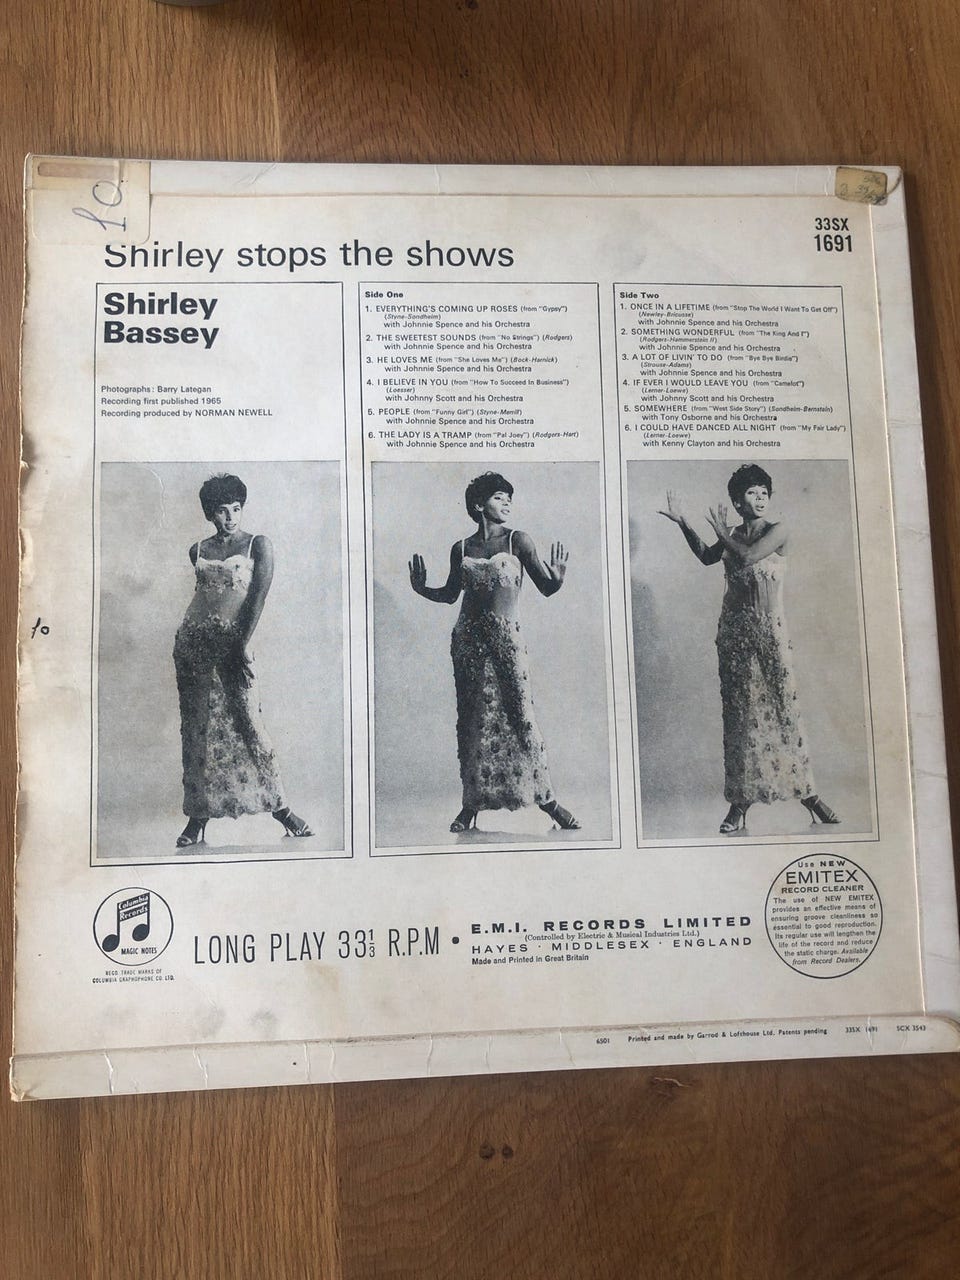 10
33SX
1691
Shirley stops the shows
Shirley
Bassey
Photographs: Barry Lategan
Recording first published 1965
Recording produced by NORMAN NEWELL
Side One
1. EVERYTHING'S COMING UP ROSES (from "Gypsy")
(Styne-Sondheim)
with Johnnie Spence and his Orchestra
2. THE SWEETEST SOUNDS (from "No Strings") (Rodgers)
with Johnnie Spence and his Orchestra
3. HE LOVES ME (from "She Loves Me") (Bock-Harnick)
with Johnnie Spence and his Orchestra
4. I BELIEVE IN YOU (from "How To Succeed In Business")
(Loesser)
with Johnny Scott and his Orchestra
5. PEOPLE (from "Funny Girl") (Styne-Merrill)
with Johnnie Spence and his Orchestra
6. THE LADY IS A TRAMP (from "Pal Joey") (Rodgers-Hart)
with Johnnie Spence and his Orchestra
Side Two
1. ONCE IN A LIFETIME (from "Stop The World I Want To Get Off")
(Newley-Bricusse)
with Johnnie Spence and his Orchestra
2. SOMETHING WONDERFUL (from "The King And I")
(Rodgers-Hammerstein II)
with Johnnie Spence and his Orchestra
3. A LOT OF LIVIN' TO DO (from "Bye Bye Birdie")
(Strouse-Adams)
with Johnnie Spence and his Orchestra
4. IF EVER I WOULD LEAVE YOU (from "Camelot")
(Lerner-Loewe)
with Johnny Scott and his Orchestra
5. SOMEWHERE (from "West Side Story") (Sondheim-Bernstein)
with Tony Osborne and his Orchestra
6. I COULD HAVE DANCED ALL NIGHT (from "My Fair Lady")
(Lerner-Loewe)
with Kenny Clayton and his Orchestra
10
Columbia
Records
MAGIC NOTES
REGD. TRADE MARKS OF
COLUMBIA GRAPHOPHONE CO. LTD.
LONG PLAY 33⅓ R.P.M •
E.M.I. RECORDS LIMITED
(Controlled by Electric & Musical Industries Ltd.)
HAYES · MIDDLESEX · ENGLAND
Made and Printed in Great Britain
Use NEW
EMITEX
RECORD CLEANER
The use of NEW EMITEX
provides an effective means of
ensuring groove cleanliness so
essential to good reproduction.
Its regular use will lengthen the
life of the record and reduce
the static charge. Available
from Record Dealers.
6501 Printed and made by Garrod & Lofthouse Ltd. Patents pending 33SX 1691 SCX 3543